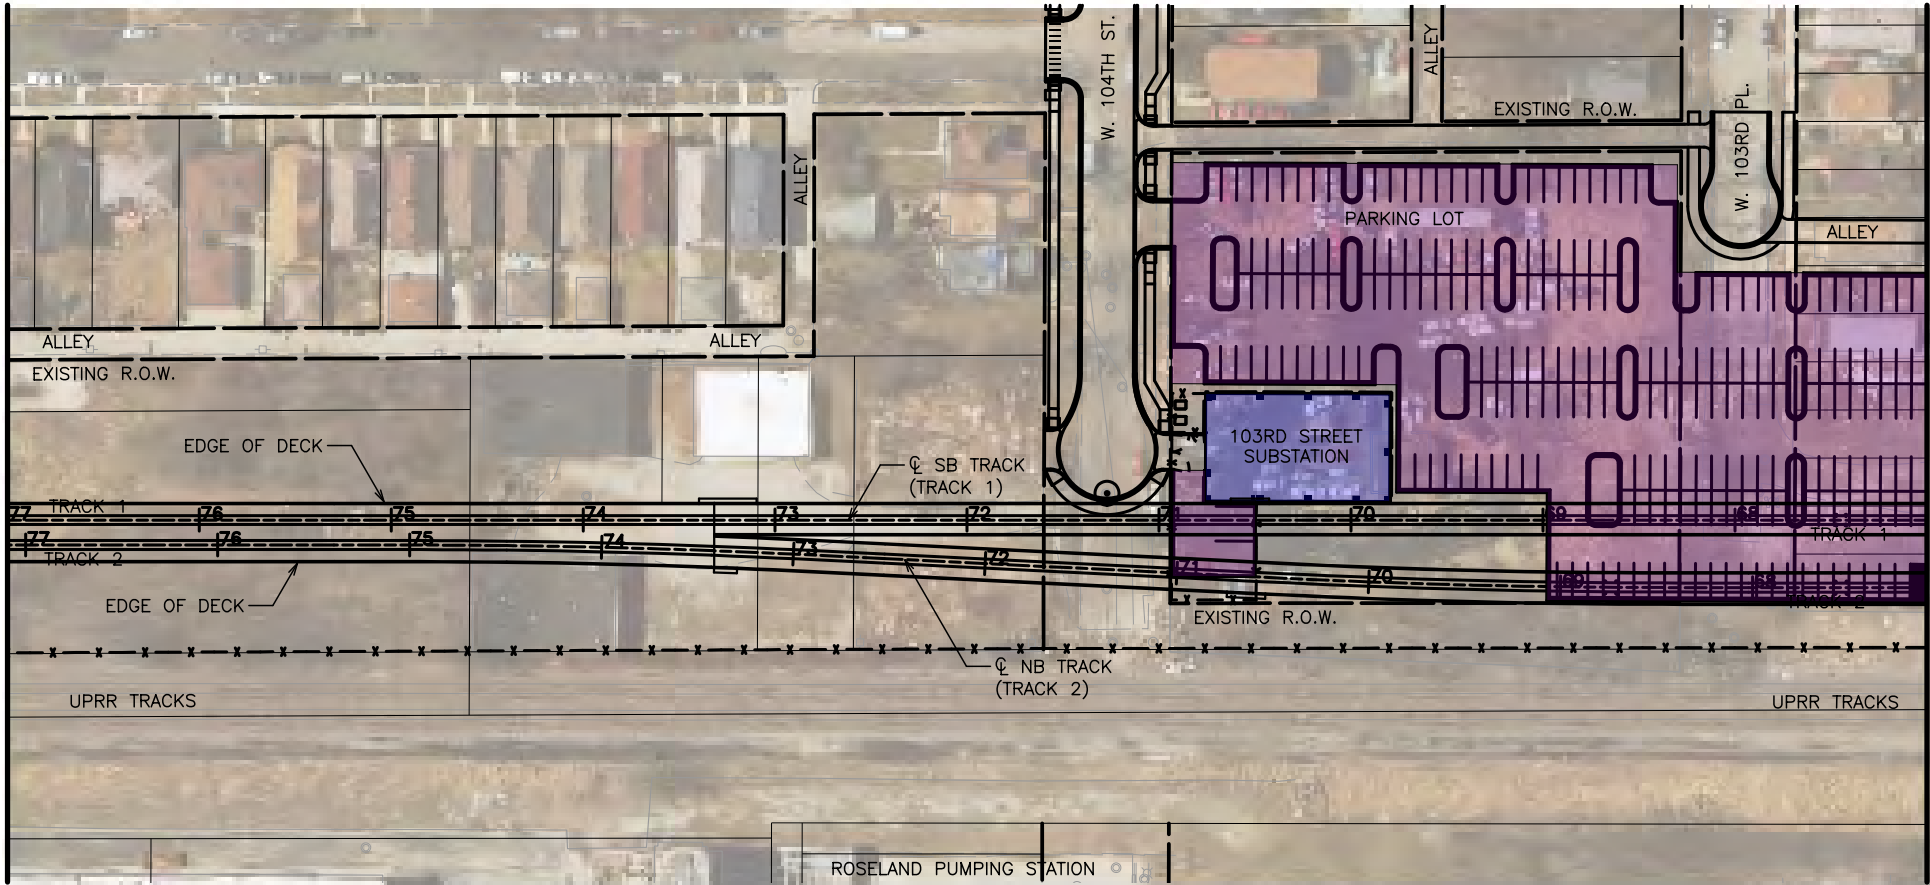 W. 104TH ST.
ALLEY
EXISTING R.O.W.
W. 103RD PL.
ALLEY
PARKING LOT
ALLEY
ALLEY
ALLEY
EXISTING R.O.W.
EDGE OF DECK
103RD STREET
SUBSTATION
℄ SB TRACK
(TRACK 1)
TRACK 1
77
76
75
74
73
72
71
70
69
68
TRACK 1
77
76
75
74
73
72
71
70
69
68
TRACK 2
TRACK 2
EDGE OF DECK
EXISTING R.O.W.
℄ NB TRACK
(TRACK 2)
UPRR TRACKS
UPRR TRACKS
ROSELAND PUMPING STATION